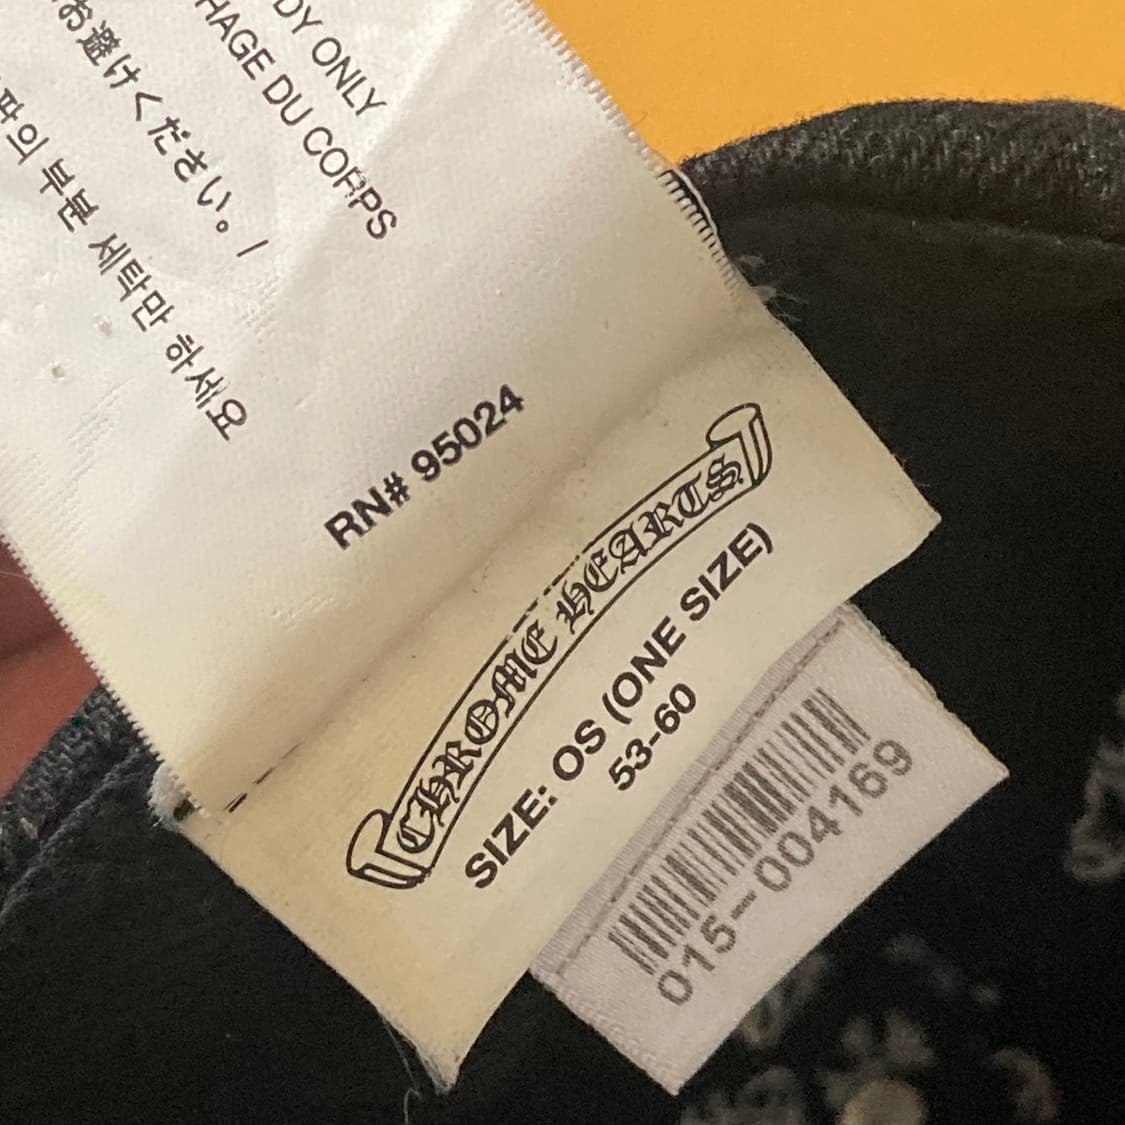 DY ONLY
HAGE DU CORPS
お避けください。/
의 부분 세탁만 하세요
RN# 95024
CHROME HEARTS
SIZE: OS (ONE SIZE)
53-60
015-004169